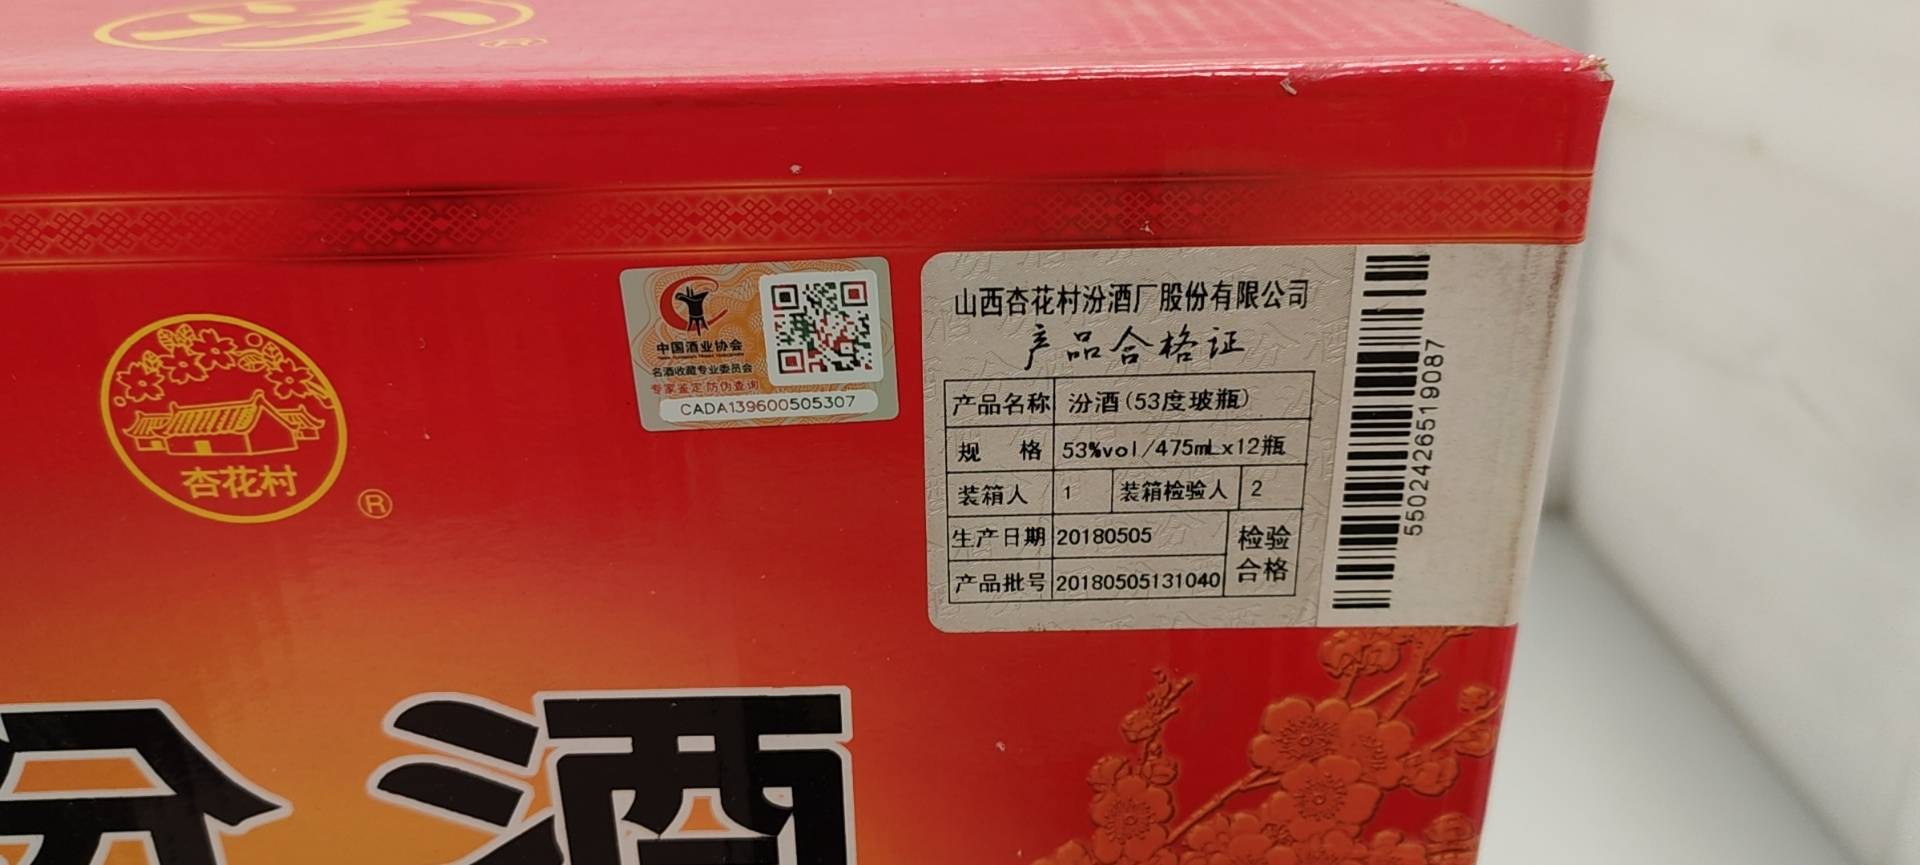 汾
®
杏花村
®
中国酒业协会
名酒收藏专业委员会
专家鉴定 防伪查询
CADA139600505307
山西杏花村汾酒厂股份有限公司
产品合格证
产品名称 汾酒(53度玻瓶)
规 格 53%vol/475mLx12瓶
装箱人 1 装箱检验人 2
生产日期 20180505
检验合格
产品批号 20180505131040
5502426519087
汾酒